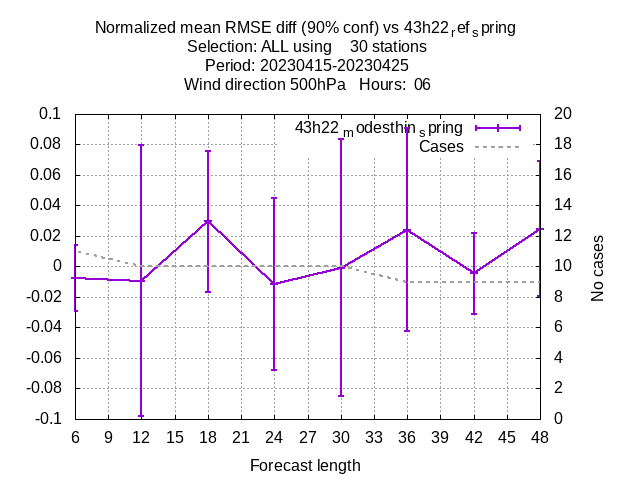 Normalized mean RMSE diff (90% conf) vs 43h22refspring
Selection: ALL using 30 stations
Period: 20230415-20230425
Wind direction 500hPa Hours: 06
43h22modesthinspring
Cases
0.1
0.08
0.06
0.04
0.02
0
-0.02
-0.04
-0.06
-0.08
-0.1
20
18
16
14
12
10
8
6
4
2
0
No cases
6 9 12 15 18 21 24 27 30 33 36 39 42 45 48
Forecast length